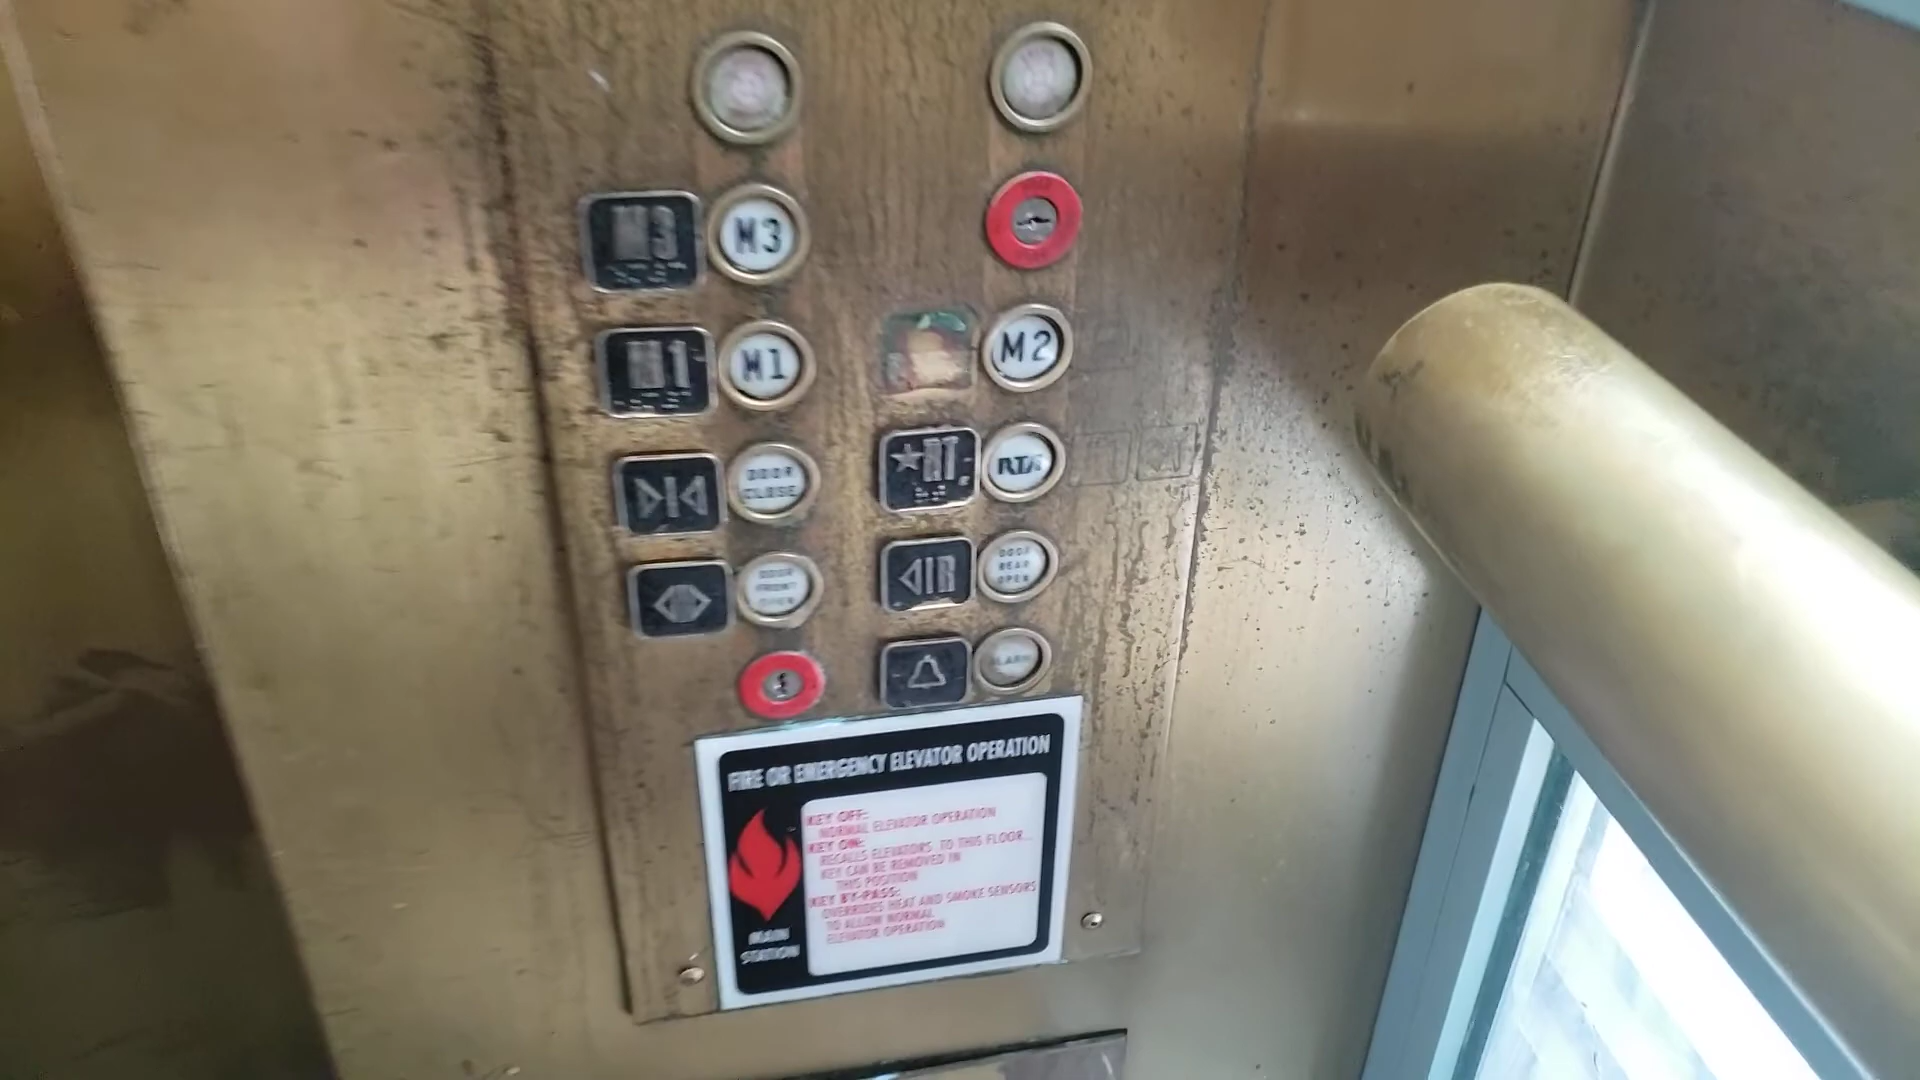 M3 M3
M1 M1
M2
DOOR
CLOSE
★RT
RTA
DOOR
FRONT
OPEN
R
DOOR
REAR
OPEN
ALARM
FIRE OR EMERGENCY ELEVATOR OPERATION
KEY OFF:
NORMAL ELEVATOR OPERATION
KEY ON:
RECALLS ELEVATORS TO THIS FLOOR...
KEY CAN BE REMOVED IN
THIS POSITION
KEY BY-PASS:
OVERRIDES HEAT AND SMOKE SENSORS
TO ALLOW NORMAL
ELEVATOR OPERATION
MAIN
STATION